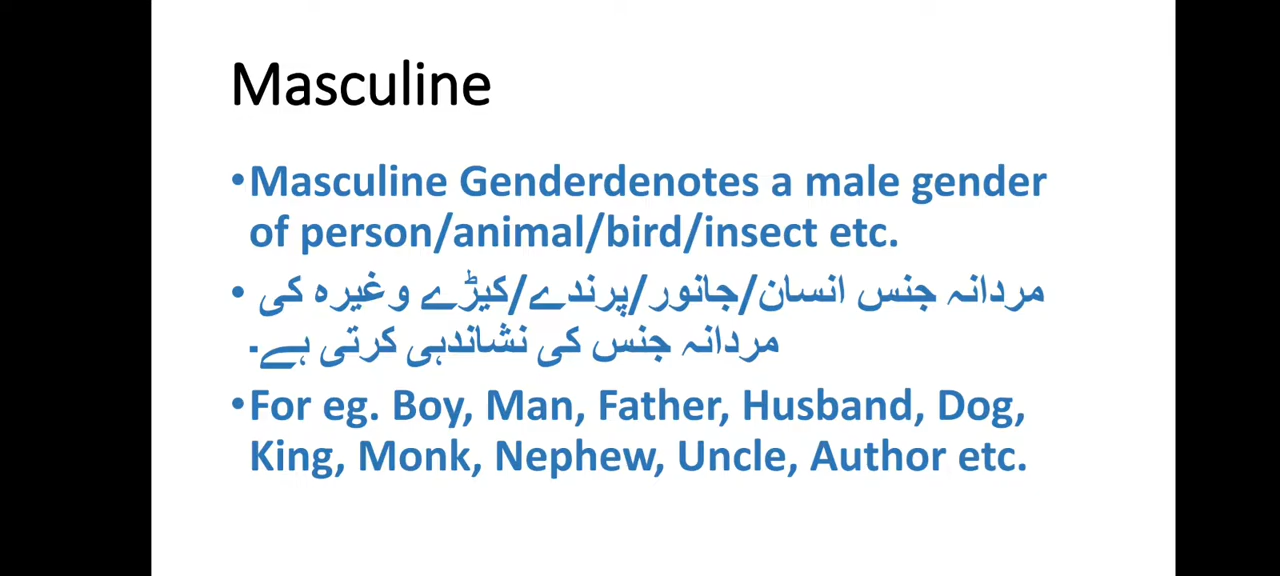 Masculine
•Masculine Genderdenotes a male gender
of person/animal/bird/insect etc.
• مردانہ جنس انسان/جانور/پرندے/کیڑے وغیرہ کی
مردانہ جنس کی نشاندہی کرتی ہے۔
•For eg. Boy, Man, Father, Husband, Dog,
King, Monk, Nephew, Uncle, Author etc.